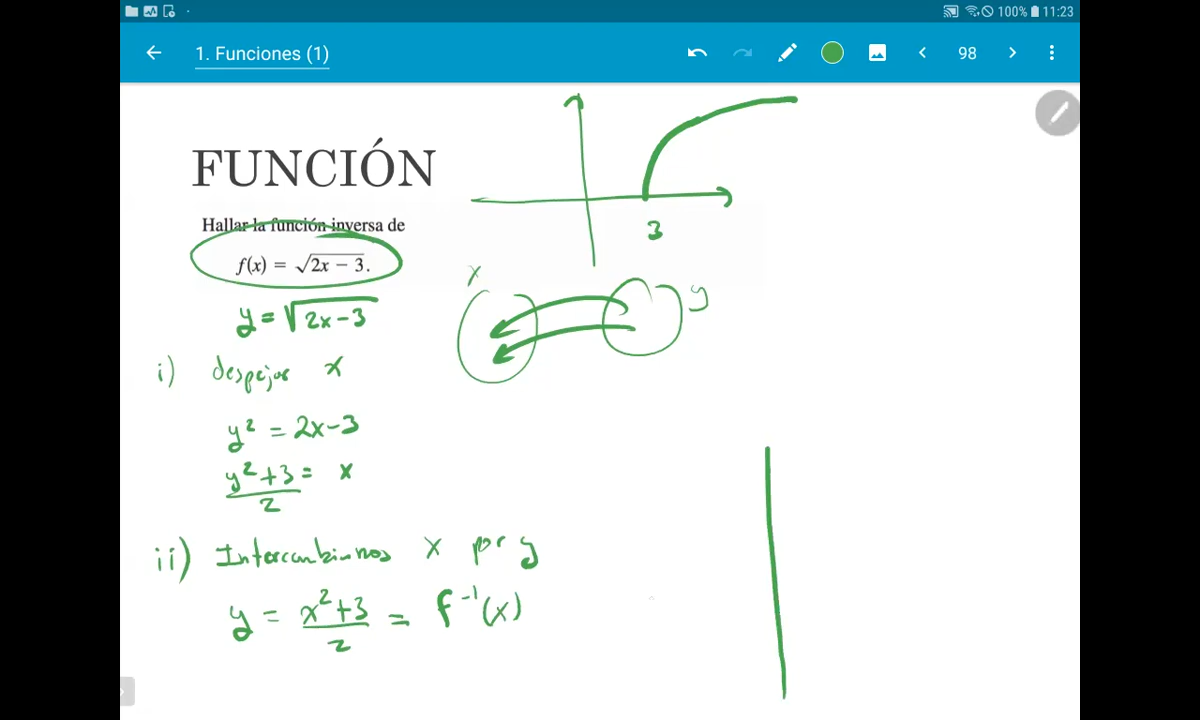 100% 11:23
1. Funciones (1)
98
FUNCIÓN
Hallar la función inversa de
f(x) = √2x − 3.
y = √2x-3
3
x
y
i) despejar x
y² = 2x-3
y²+3 = x
2
ii) Intercambiamos x por y
y = x²+3 = f⁻¹(x)
2